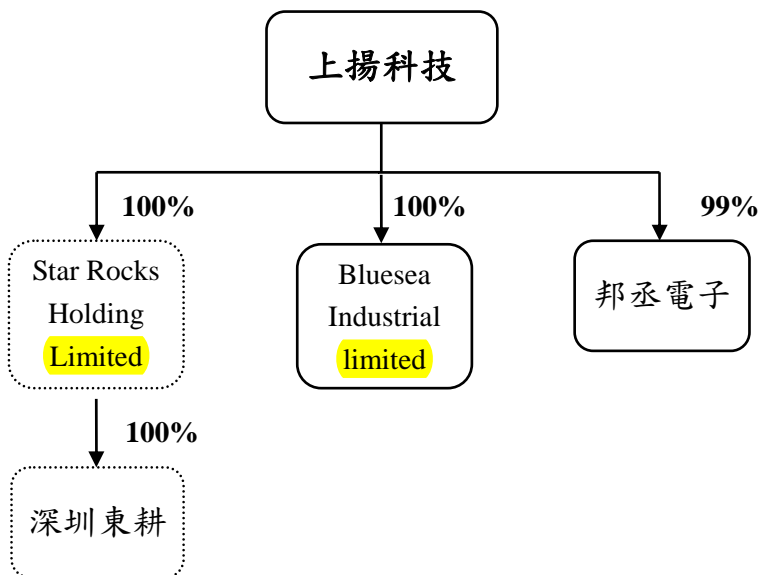 上揚科技
100%
100%
99%
Star Rocks
Holding
Limited
Bluesea
Industrial
limited
邦丞電子
100%
深圳東耕